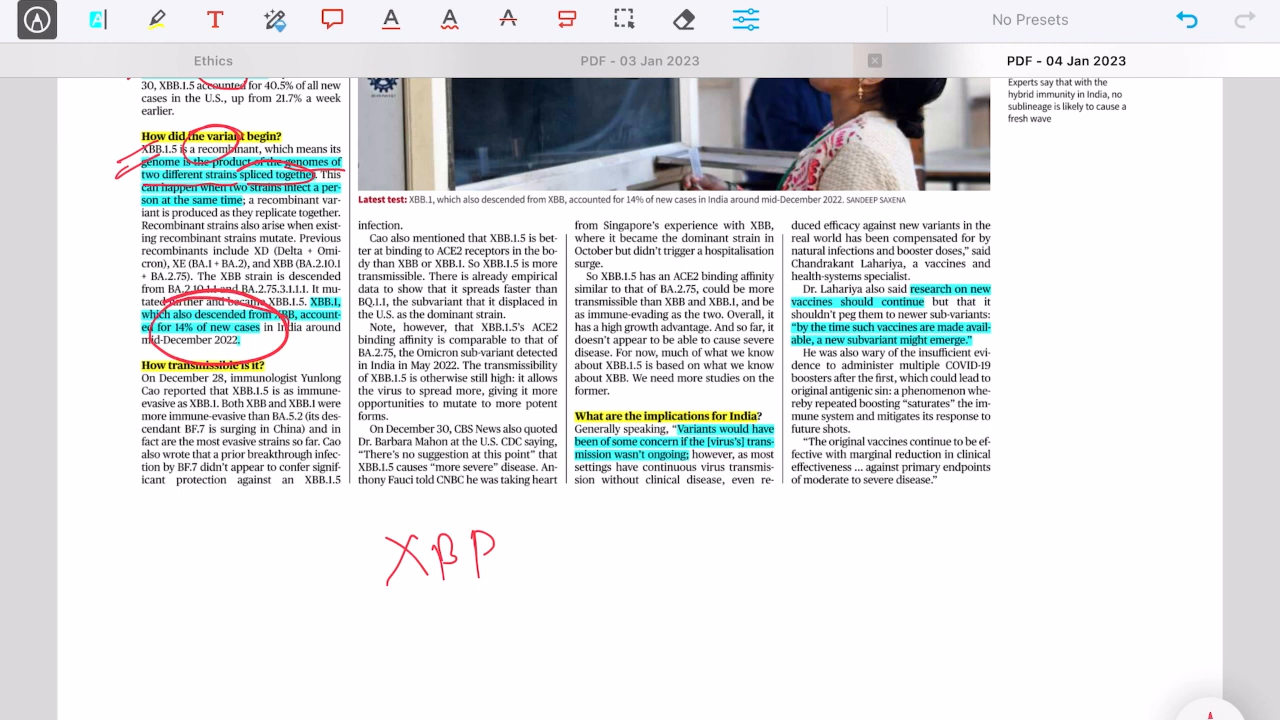 No Presets
Ethics
PDF - 03 Jan 2023
PDF - 04 Jan 2023
30, XBB.1.5 accounted for 40.5% of all new
cases in the U.S., up from 21.7% a week
earlier.
How did the variant begin?
XBB.1.5 is a recombinant, which means its
genome is the product of the genomes of
two different strains spliced together. This
can happen when two strains infect a per-
son at the same time; a recombinant var-
iant is produced as they replicate together.
Recombinant strains also arise when exist-
ing recombinant strains mutate. Previous
recombinants include XD (Delta + Omi-
cron), XE (BA.1 + BA.2), and XBB (BA.2.10.1
+ BA.2.75). The XBB strain is descended
from BA.2.10.1.1 and BA.2.75.3.1.1.1. It mu-
tated further and became XBB.1.5. XBB.1,
which also descended from XBB, account-
ed for 14% of new cases in India around
mid-December 2022.
How transmissible is it?
On December 28, immunologist Yunlong
Cao reported that XBB.1.5 is as immune-
evasive as XBB.1. Both XBB and XBB.1 were
more immune-evasive than BA.5.2 (its des-
cendant BF.7 is surging in China) and in
fact are the most evasive strains so far. Cao
also wrote that a prior breakthrough infec-
tion by BF.7 didn't appear to confer signif-
icant protection against an XBB.1.5
Latest test: XBB.1, which also descended from XBB, accounted for 14% of new cases in India around mid-December 2022. SANDEEP SAXENA
infection.
Cao also mentioned that XBB.1.5 is bet-
ter at binding to ACE2 receptors in the bo-
dy than XBB or XBB.1. So XBB.1.5 is more
transmissible. There is already empirical
data to show that it spreads faster than
BQ.1.1, the subvariant that it displaced in
the U.S. as the dominant strain.
Note, however, that XBB.1.5's ACE2
binding affinity is comparable to that of
BA.2.75, the Omicron sub-variant detected
in India in May 2022. The transmissibility
of XBB.1.5 is otherwise still high: it allows
the virus to spread more, giving it more
opportunities to mutate to more potent
forms.
On December 30, CBS News also quoted
Dr. Barbara Mahon at the U.S. CDC saying,
"There's no suggestion at this point" that
XBB.1.5 causes "more severe" disease. An-
thony Fauci told CNBC he was taking heart
from Singapore's experience with XBB,
where it became the dominant strain in
October but didn't trigger a hospitalisation
surge.
So XBB.1.5 has an ACE2 binding affinity
similar to that of BA.2.75, could be more
transmissible than XBB and XBB.1, and be
as immune-evading as the two. Overall, it
has a high growth advantage. And so far, it
doesn't appear to be able to cause severe
disease. For now, much of what we know
about XBB.1.5 is based on what we know
about XBB. We need more studies on the
former.
What are the implications for India?
Generally speaking, "Variants would have
been of some concern if the [virus's] trans-
mission wasn't ongoing; however, as most
settings have continuous virus transmis-
sion without clinical disease, even re-
duced efficacy against new variants in the
real world has been compensated for by
natural infections and booster doses," said
Chandrakant Lahariya, a vaccines and
health-systems specialist.
Dr. Lahariya also said research on new
vaccines should continue but that it
shouldn't peg them to newer sub-variants:
"by the time such vaccines are made avail-
able, a new subvariant might emerge."
He was also wary of the insufficient evi-
dence to administer multiple COVID-19
boosters after the first, which could lead to
original antigenic sin: a phenomenon whe-
reby repeated boosting "saturates" the im-
mune system and mitigates its response to
future shots.
"The original vaccines continue to be ef-
fective with marginal reduction in clinical
effectiveness ... against primary endpoints
of moderate to severe disease."
Experts say that with the
hybrid immunity in India, no
sublineage is likely to cause a
fresh wave
XBP